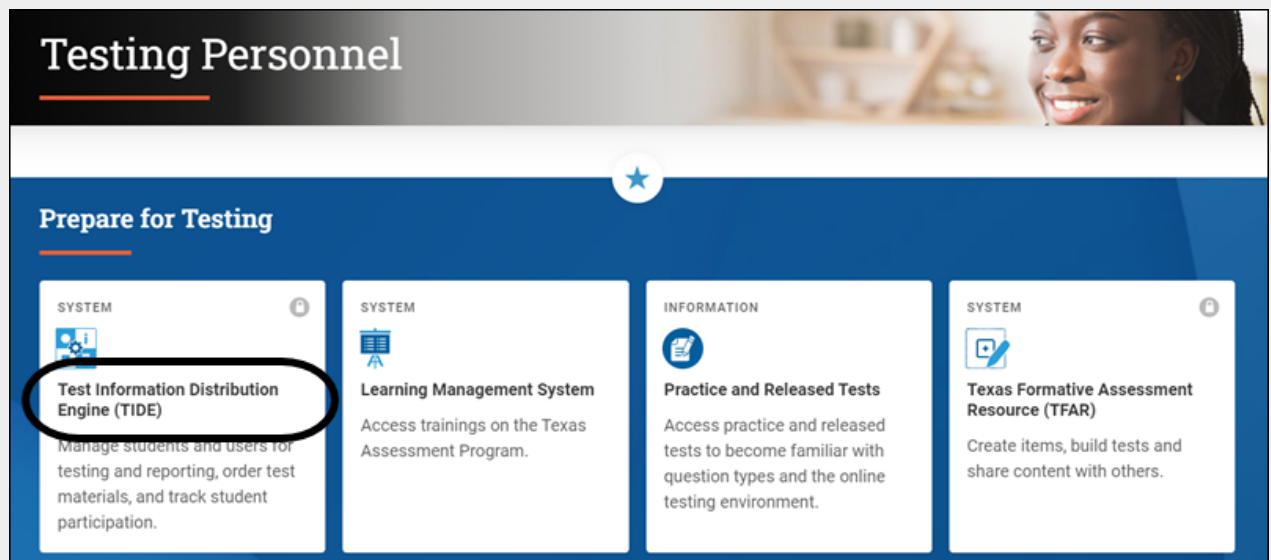 Testing Personnel
Prepare for Testing
SYSTEM
Test Information Distribution
Engine (TIDE)
Manage students and users for
testing and reporting, order test
materials, and track student
participation.
SYSTEM
Learning Management System
Access trainings on the Texas
Assessment Program.
INFORMATION
Practice and Released Tests
Access practice and released
tests to become familiar with
question types and the online
testing environment.
SYSTEM
Texas Formative Assessment
Resource (TFAR)
Create items, build tests and
share content with others.